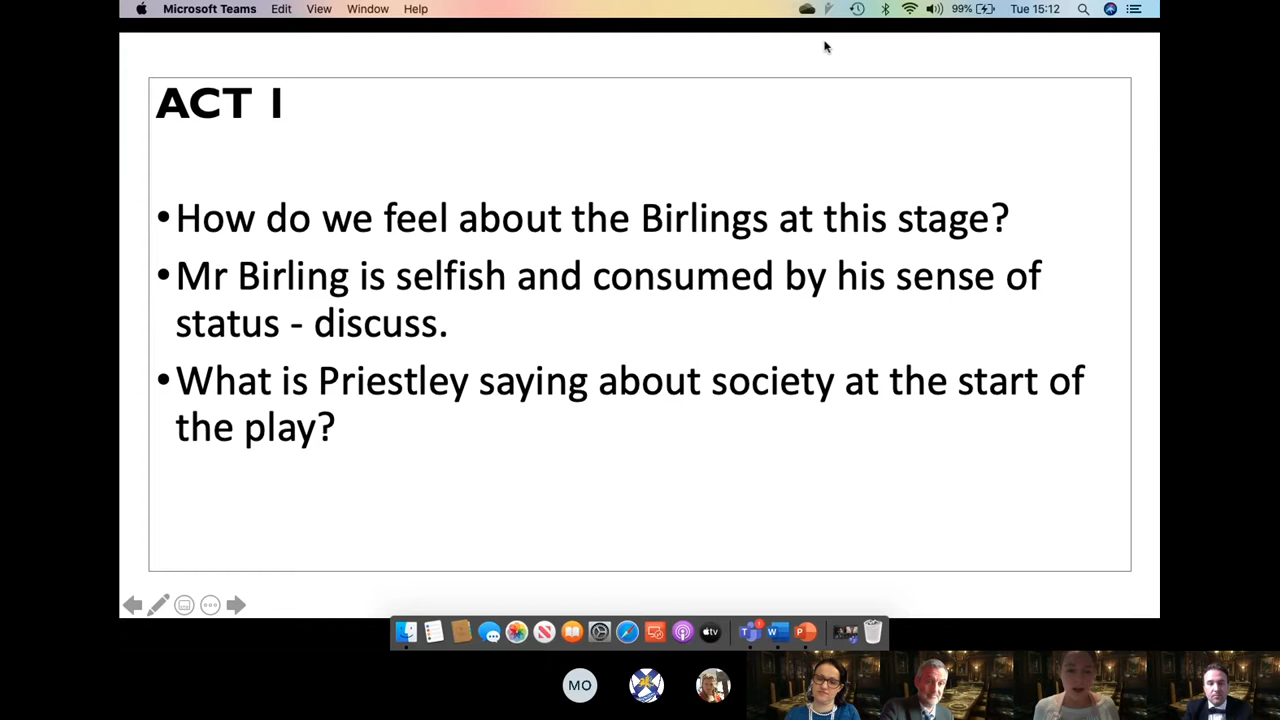 Microsoft Teams Edit View Window Help 99% Tue 15:12
ACT I
•How do we feel about the Birlings at this stage?
•Mr Birling is selfish and consumed by his sense of
status - discuss.
•What is Priestley saying about society at the start of
the play?
tv
MO